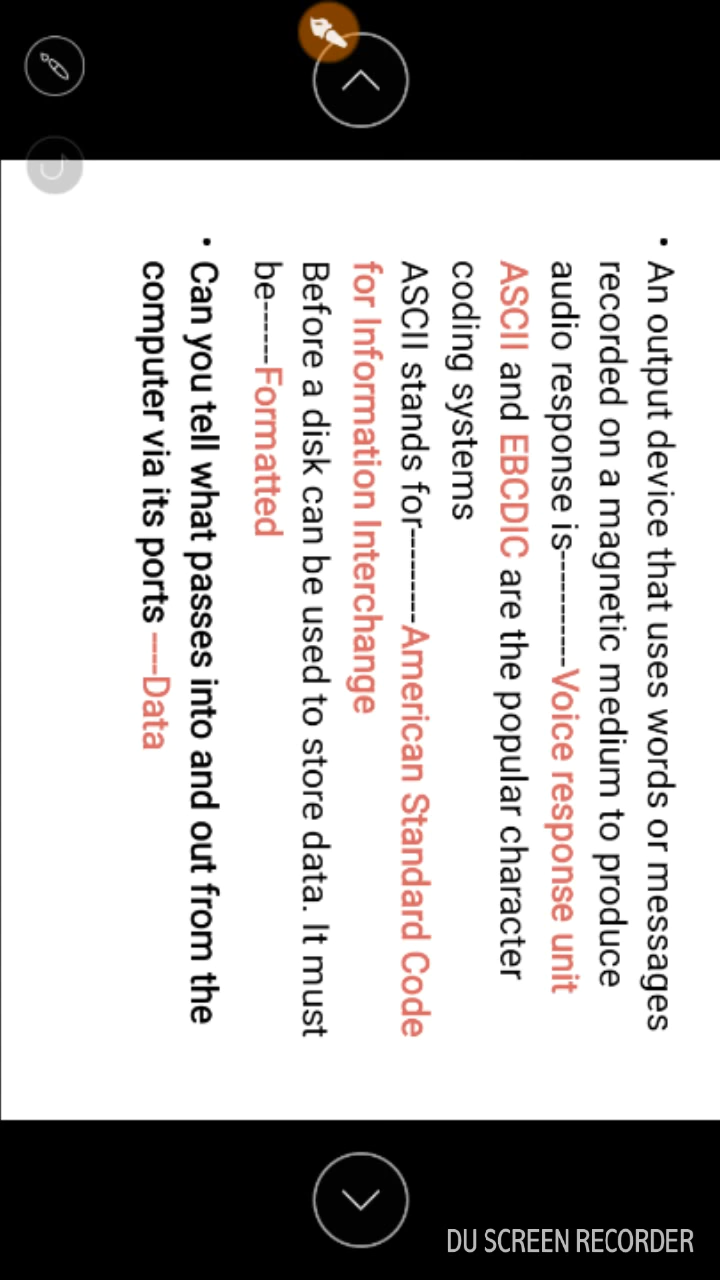 • An output device that uses words or messages
recorded on a magnetic medium to produce
audio response is-----------Voice response unit
ASCII and EBCDIC are the popular character
coding systems
ASCII stands for---------American Standard Code
for Information Interchange
Before a disk can be used to store data. It must
be------Formatted
• Can you tell what passes into and out from the
computer via its ports ----Data
DU SCREEN RECORDER